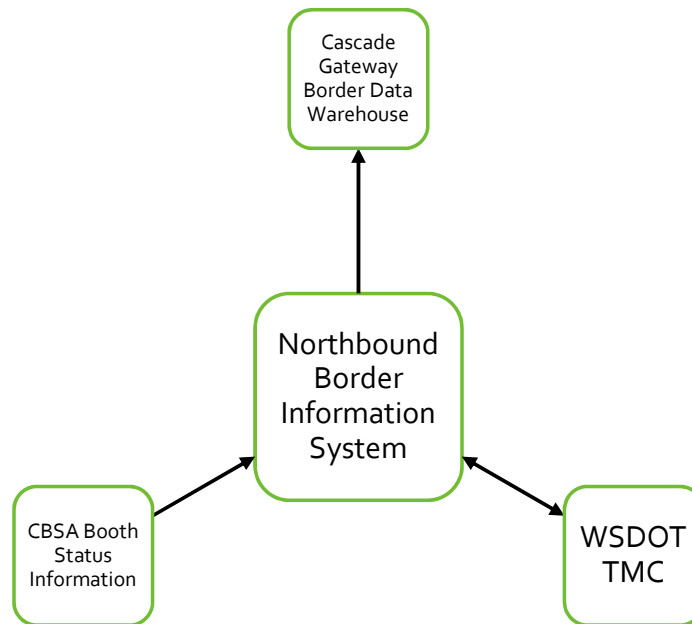 Cascade
Gateway
Border Data
Warehouse
Northbound
Border
Information
System
CBSA Booth
Status
Information
WSDOT
TMC